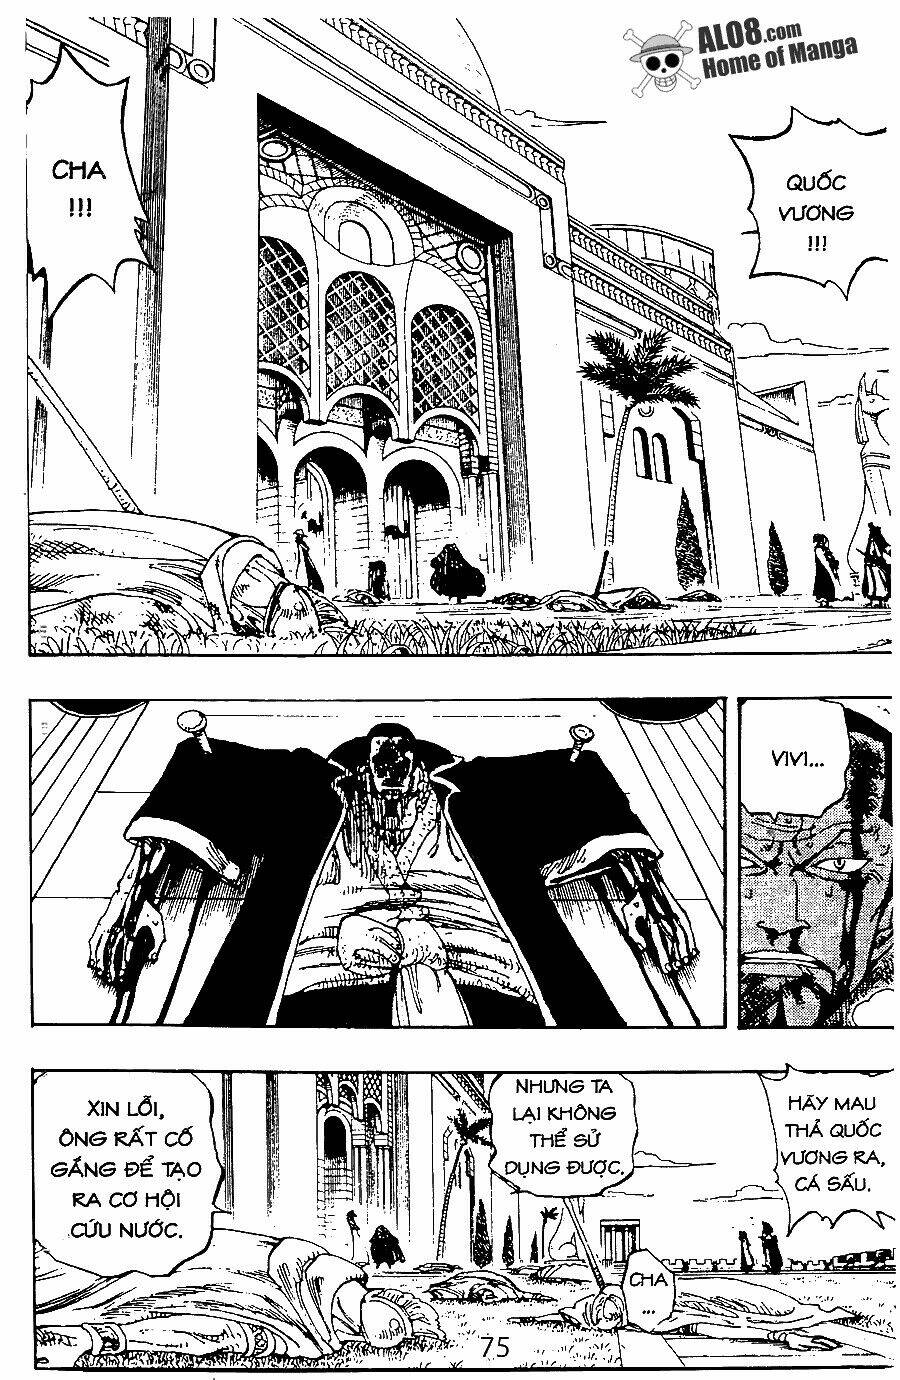 AL08.com
Home of Manga
QUỐC
VƯƠNG
!!!
CHA
!!!
VIVI...
HÃY MAU
THẢ QUỐC
VƯƠNG RA,
CÁ SẤU.
NHƯNG TA
LẠI KHÔNG
THỂ SỬ
DỤNG ĐƯỢC.
CHA
...
XIN LỖI,
ÔNG RẤT CỐ
GẮNG ĐỂ TẠO
RA CƠ HỘI
CỨU NƯỚC.
75